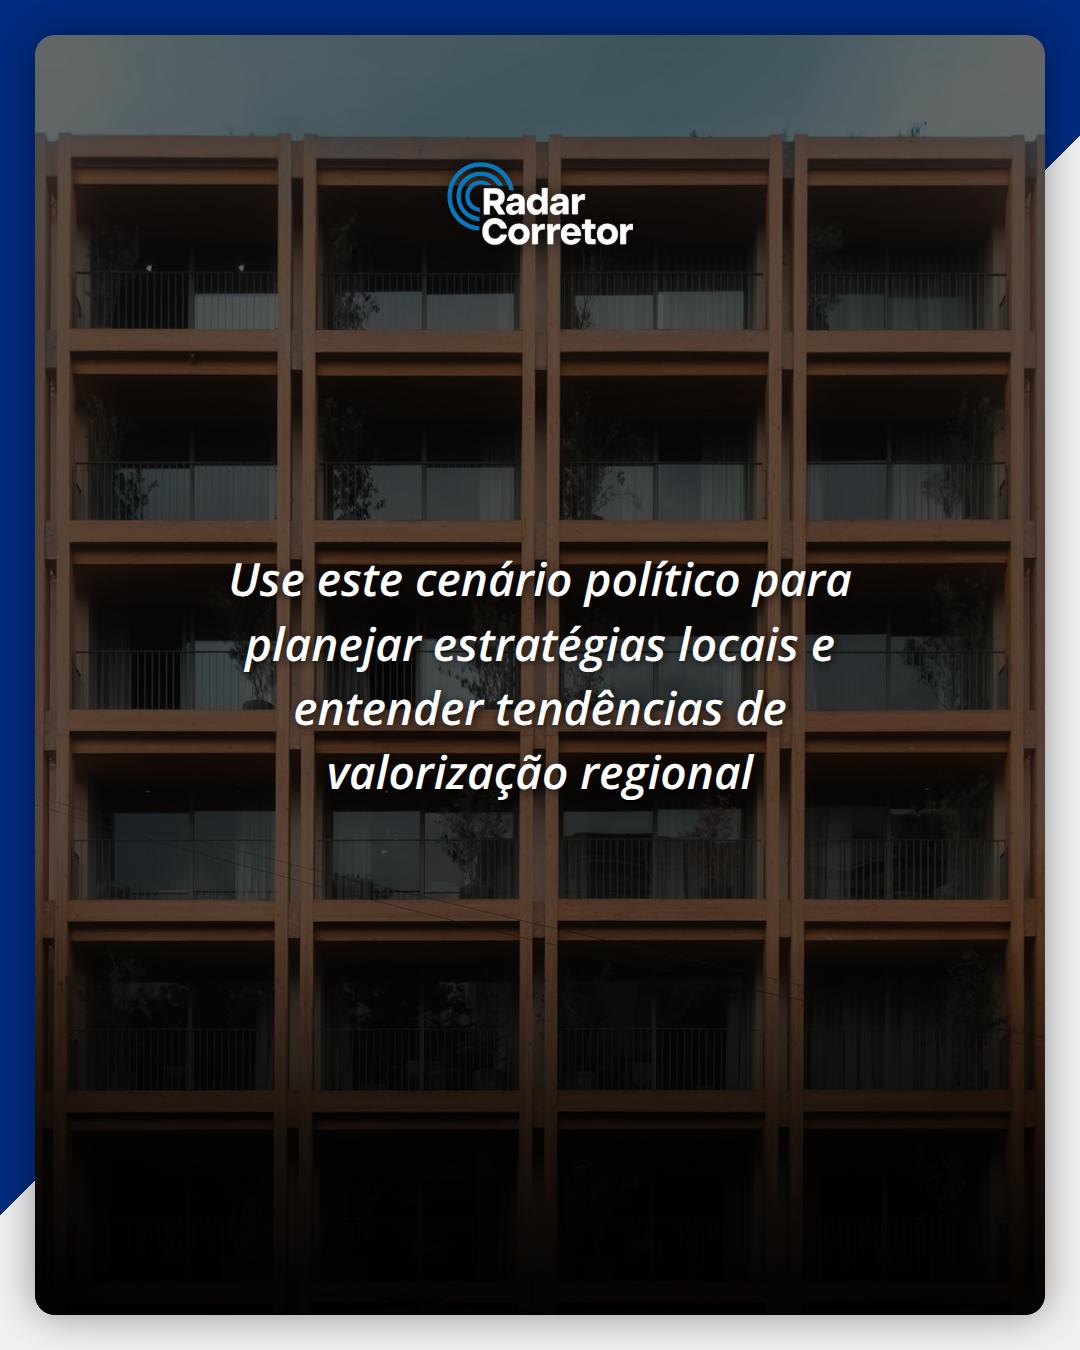 Radar
Corretor
Use este cenário político para
planejar estratégias locais e
entender tendências de
valorização regional